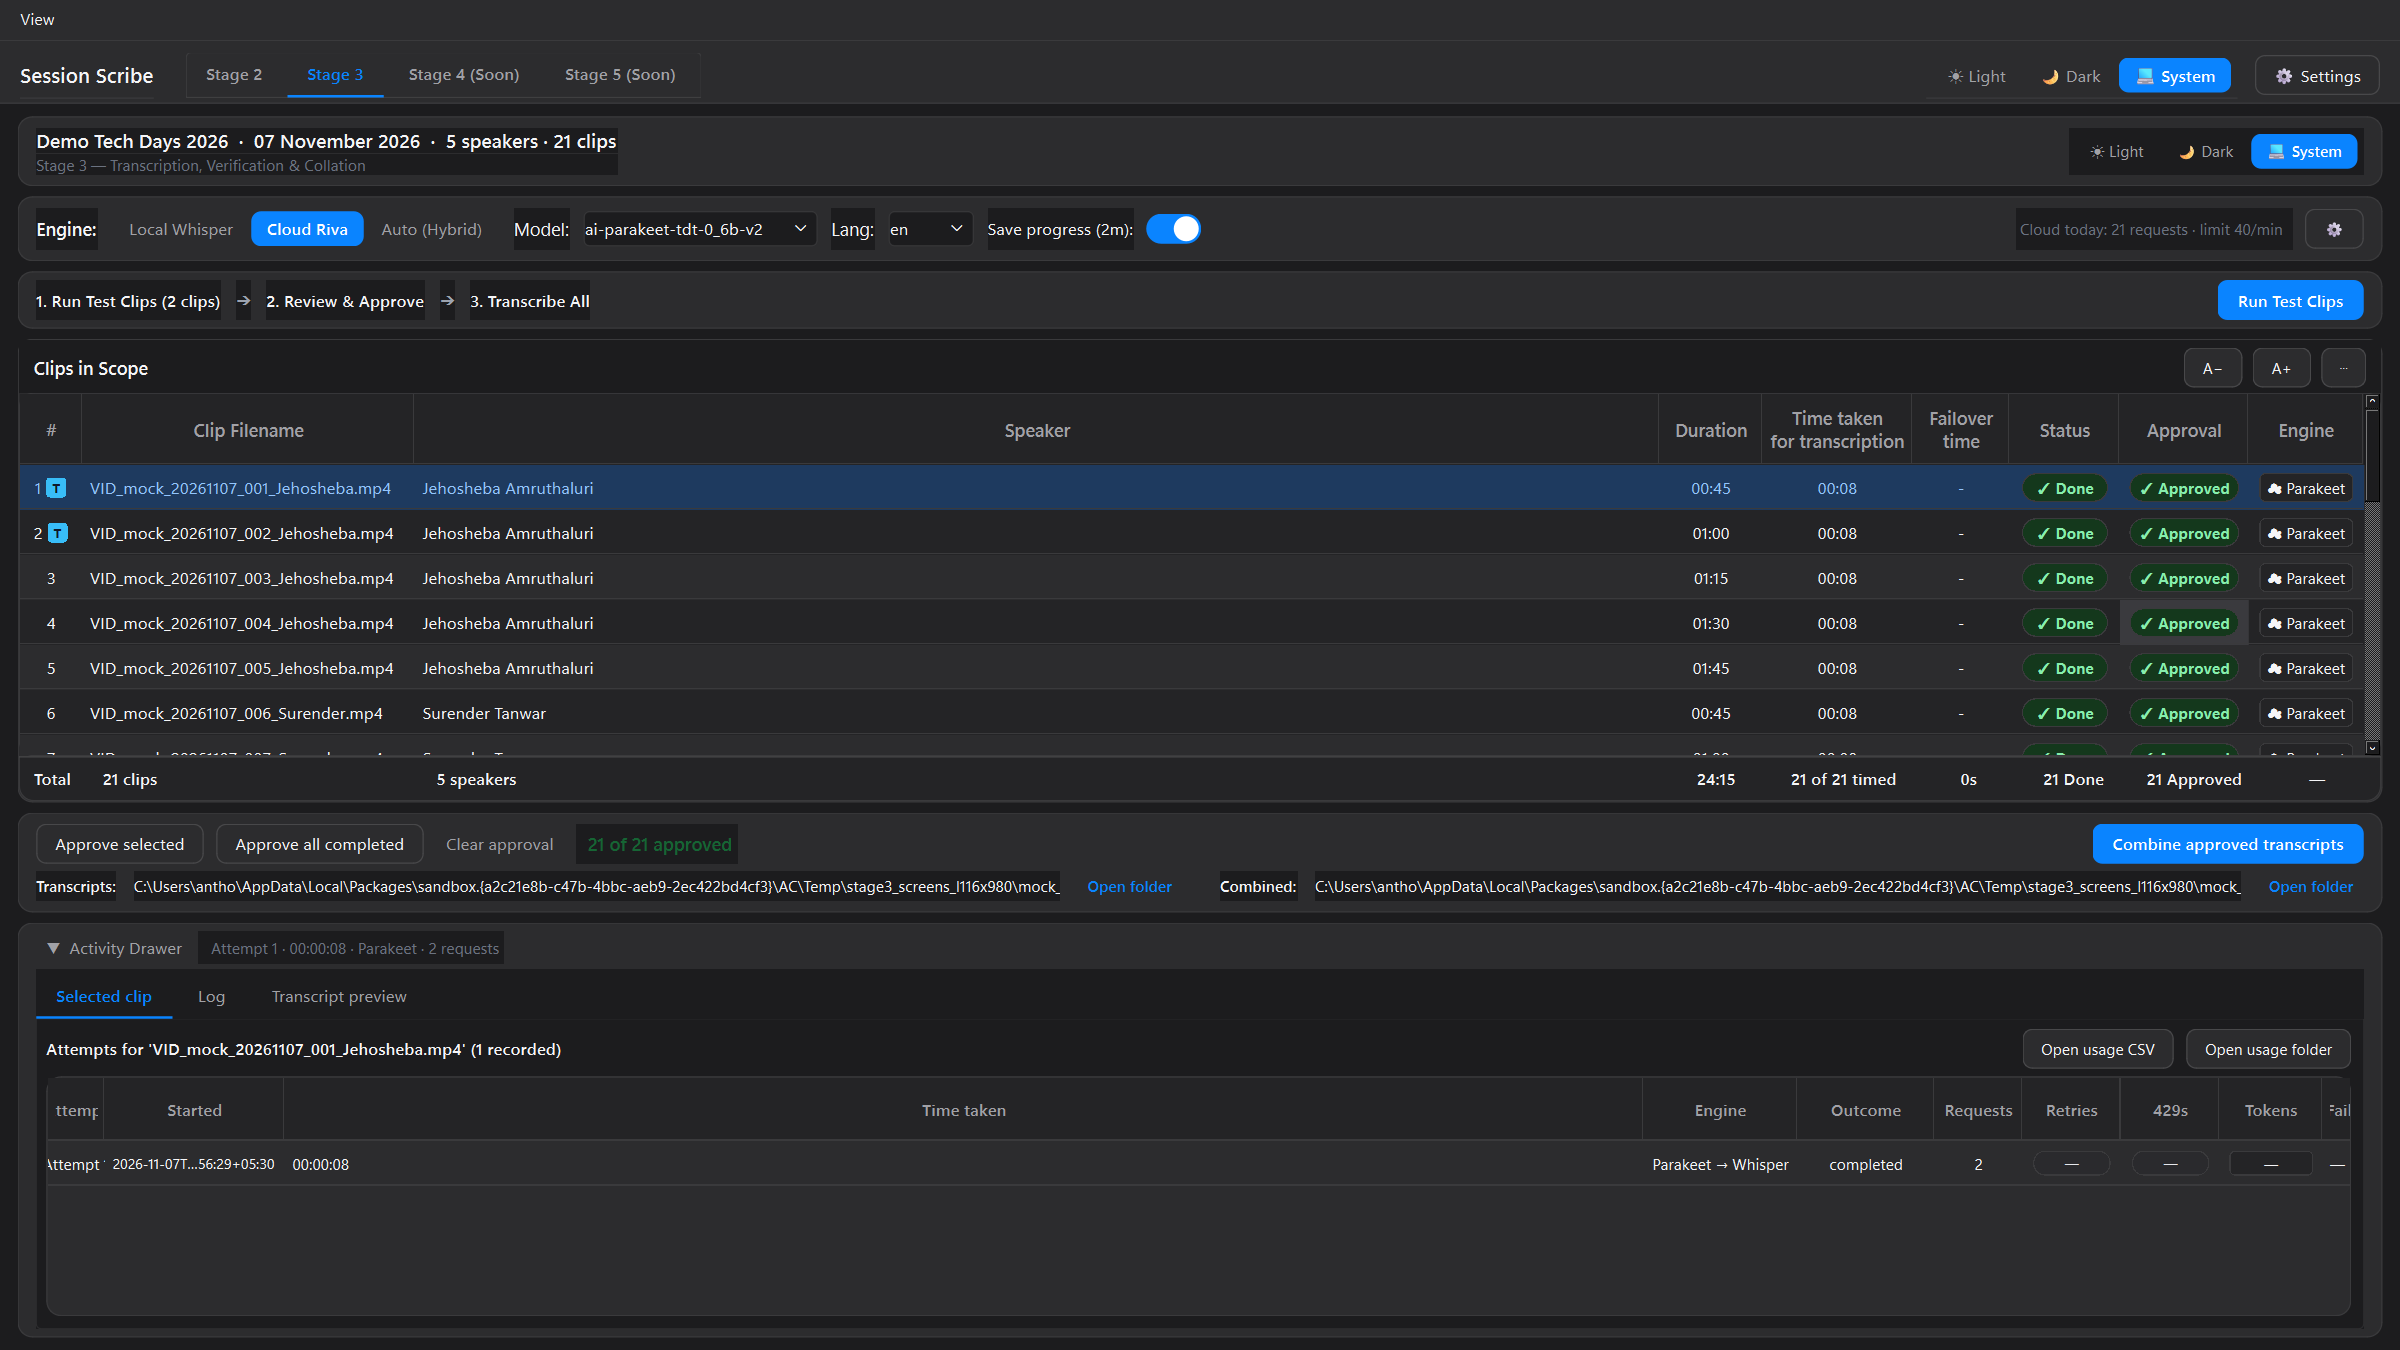 View
Session Scribe
Stage 2
Stage 3
Stage 4 (Soon)
Stage 5 (Soon)
Light
Dark
System
Settings
Demo Tech Days 2026 · 07 November 2026 · 5 speakers · 21 clips
Stage 3 — Transcription, Verification & Collation
Light
Dark
System
Engine:
Local Whisper
Cloud Riva
Auto (Hybrid)
Model:
ai-parakeet-tdt-0_6b-v2
Lang:
en
Save progress (2m):
Cloud today: 21 requests · limit 40/min
1. Run Test Clips (2 clips) → 2. Review & Approve → 3. Transcribe All
Run Test Clips
Clips in Scope
A−
A+
...
# Clip Filename Speaker Duration Time taken for transcription Failover time Status Approval Engine
1 T VID_mock_20261107_001_Jehosheba.mp4 Jehosheba Amruthaluri 00:45 00:08 - ✓ Done ✓ Approved Parakeet
2 T VID_mock_20261107_002_Jehosheba.mp4 Jehosheba Amruthaluri 01:00 00:08 - ✓ Done ✓ Approved Parakeet
3 VID_mock_20261107_003_Jehosheba.mp4 Jehosheba Amruthaluri 01:15 00:08 - ✓ Done ✓ Approved Parakeet
4 VID_mock_20261107_004_Jehosheba.mp4 Jehosheba Amruthaluri 01:30 00:08 - ✓ Done ✓ Approved Parakeet
5 VID_mock_20261107_005_Jehosheba.mp4 Jehosheba Amruthaluri 01:45 00:08 - ✓ Done ✓ Approved Parakeet
6 VID_mock_20261107_006_Surender.mp4 Surender Tanwar 00:45 00:08 - ✓ Done ✓ Approved Parakeet
Total 21 clips 5 speakers 24:15 21 of 21 timed 0s 21 Done 21 Approved —
Approve selected
Approve all completed
Clear approval
21 of 21 approved
Combine approved transcripts
Transcripts: C:\Users\antho\AppData\Local\Packages\sandbox.{a2c21e8b-c47b-4bbc-aeb9-2ec422bd4cf3}\AC\Temp\stage3_screens_l116x980\mock_ Open folder
Combined: C:\Users\antho\AppData\Local\Packages\sandbox.{a2c21e8b-c47b-4bbc-aeb9-2ec422bd4cf3}\AC\Temp\stage3_screens_l116x980\mock_ Open folder
▼ Activity Drawer
Attempt 1 · 00:00:08 · Parakeet · 2 requests
Selected clip
Log
Transcript preview
Attempts for 'VID_mock_20261107_001_Jehosheba.mp4' (1 recorded)
Open usage CSV
Open usage folder
ttemp Started Time taken Engine Outcome Requests Retries 429s Tokens Fail
Attempt 2026-11-07T...56:29+05:30 00:00:08 Parakeet → Whisper completed 2 — — — —